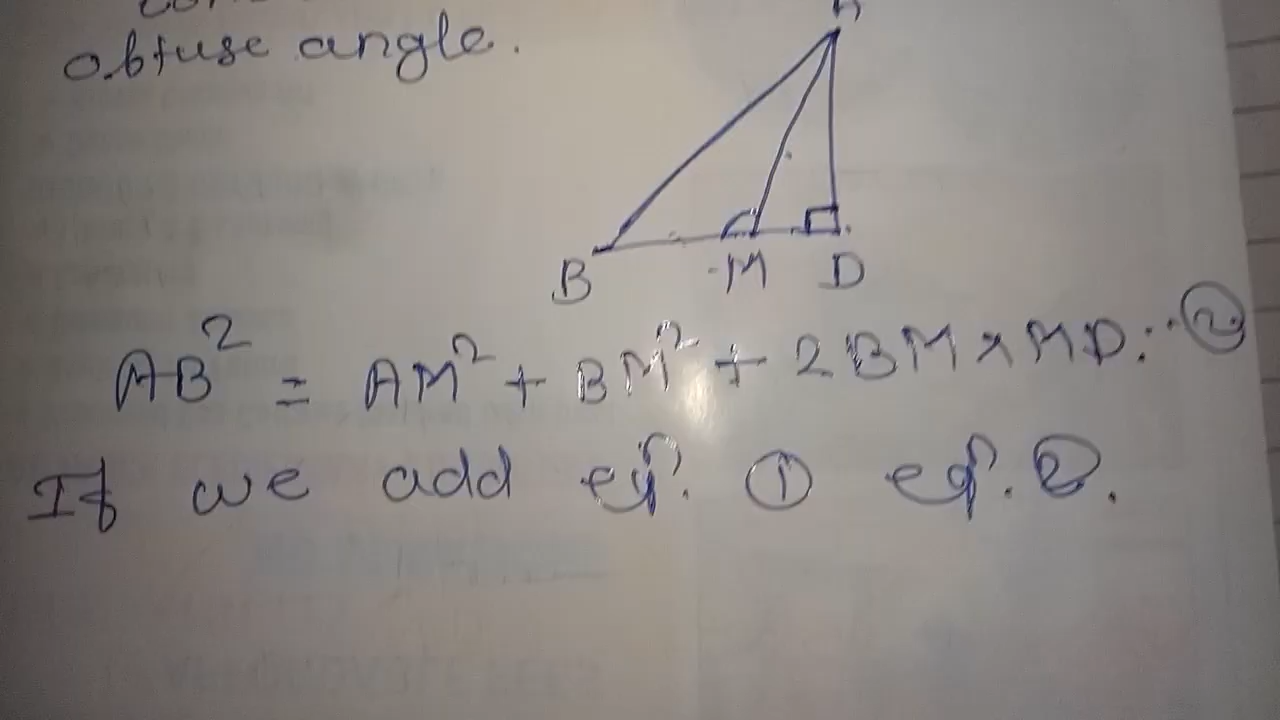 obtuse angle.
A
B M D
AB² = AM² + BM² + 2BM × MD. ②
If we add eq. ① eq. ②.